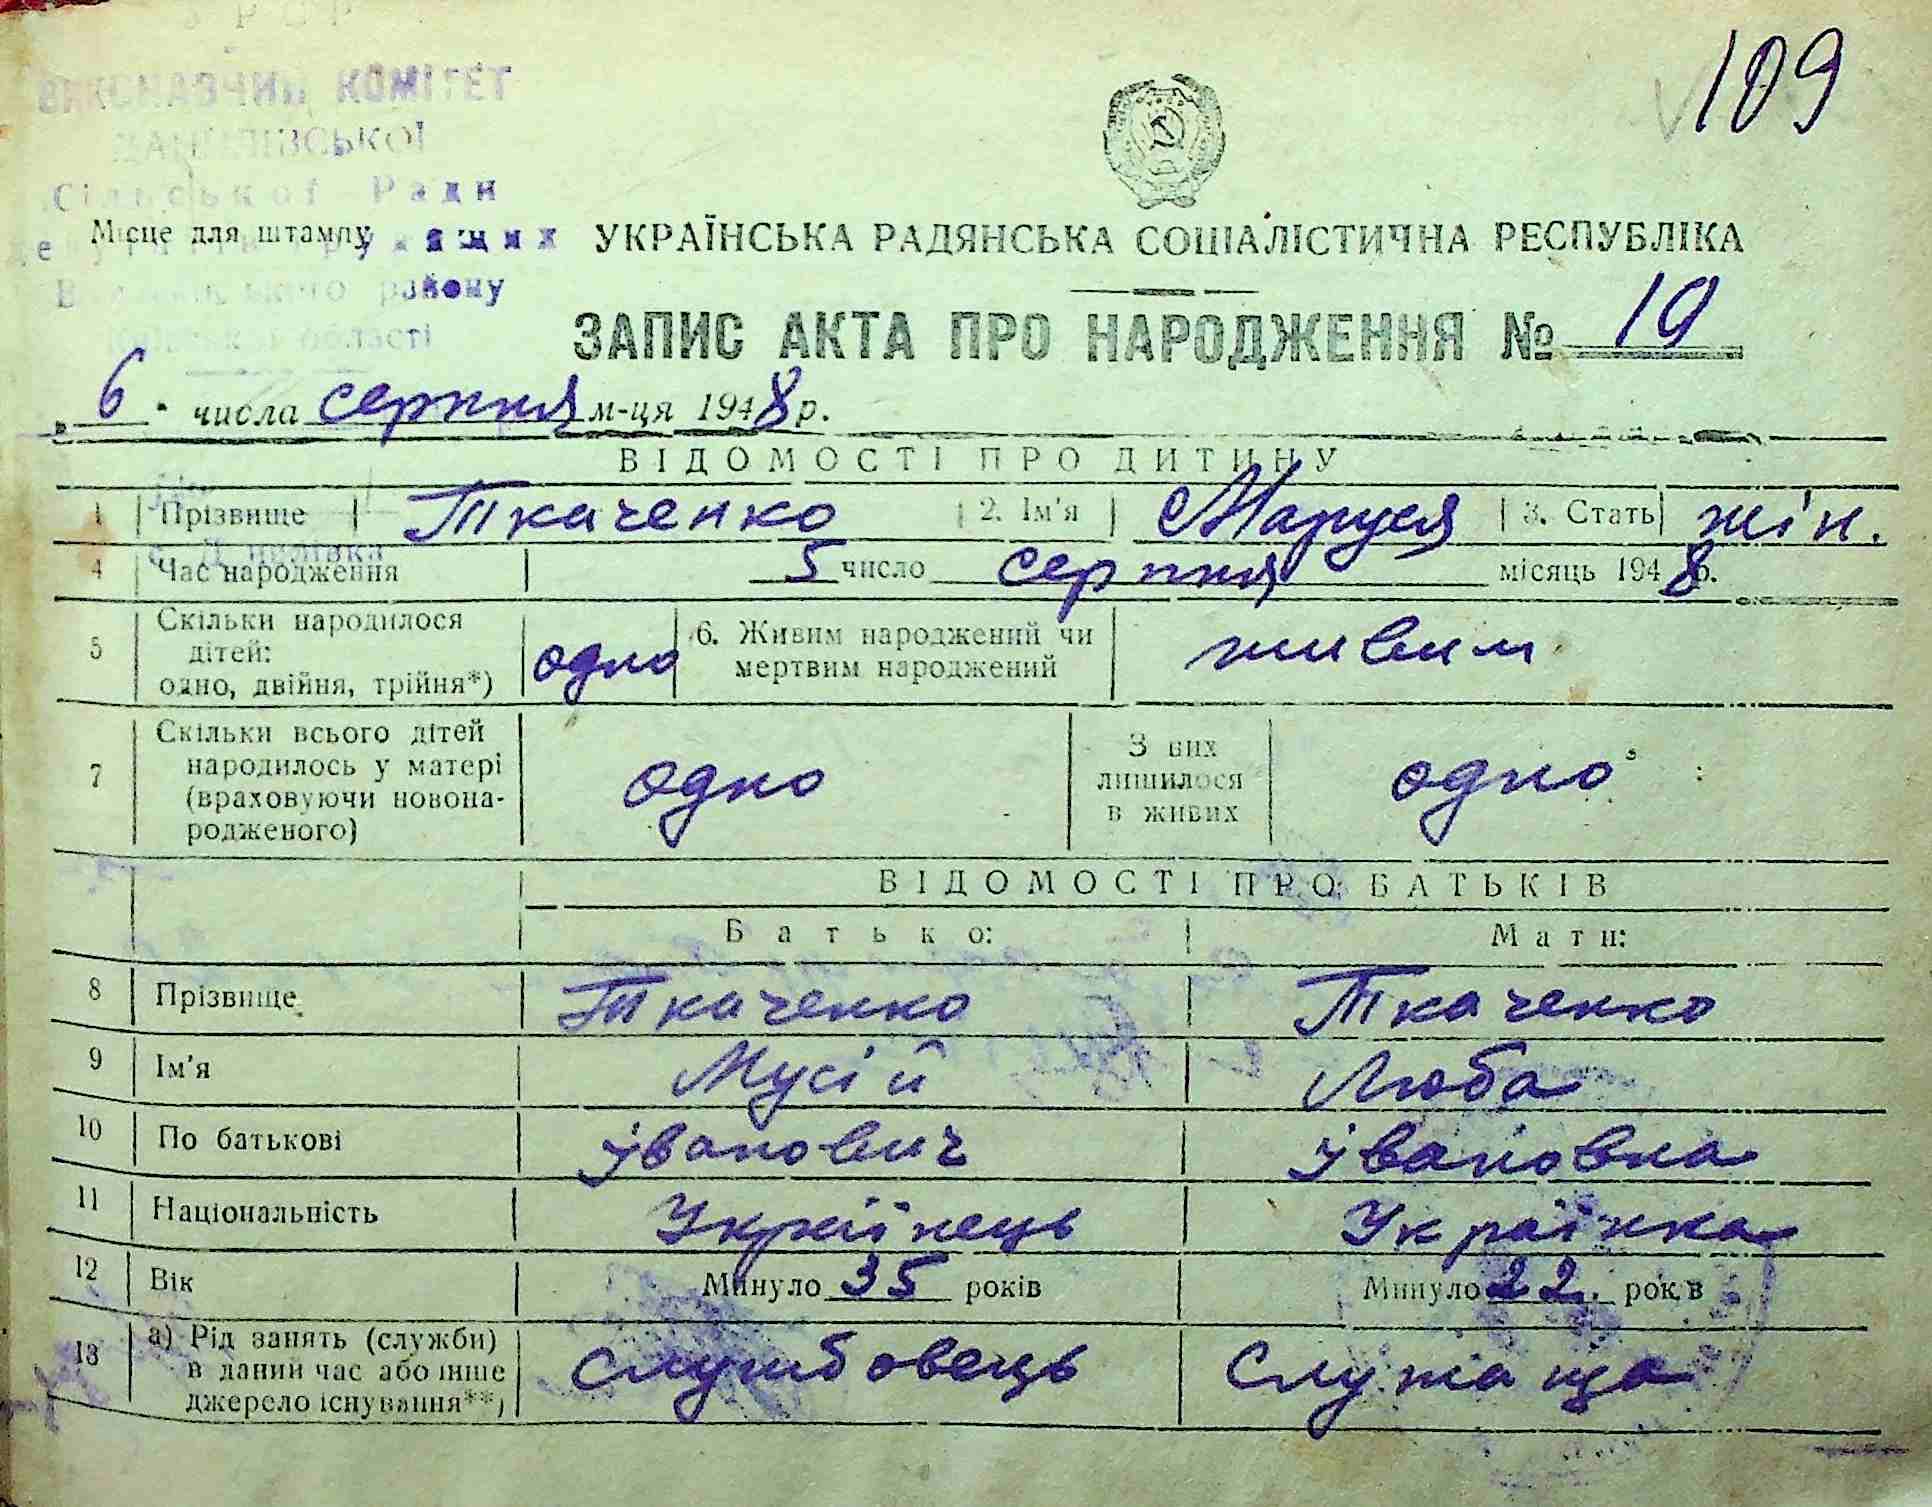 109
ВИКОНАВЧИЙ КОМІТЕТ
ДАНИЛІВСЬКОЇ
Сільської Ради
району
області
Місце для штампу
УКРАЇНСЬКА РАДЯНСЬКА СОЦІАЛІСТИЧНА РЕСПУБЛІКА
ЗАПИС АКТА ПРО НАРОДЖЕННЯ № 19
„ 6 " числа серпня м-ця 1948 р.
ВІДОМОСТІ ПРО ДИТИНУ
1 Прізвище Ткаченко 2. Ім'я Маруся 3. Стать жін.
4 Час народження 5 число серпня місяць 1948 р.
5 Скільки народилося дітей: одно, двійня, трійня*) одно 6. Живим народжений чи мертвим народжений живим
7 Скільки всього дітей народилось у матері (враховуючи новонародженого) одно З них лишилося в живих одно
ВІДОМОСТІ ПРО БАТЬКІВ
Батько: Мати:
8 Прізвище Ткаченко Ткаченко
9 Ім'я Мусій Люба
10 По батькові Іванович Івановна
11 Національність Українець Українка
12 Вік Минуло 35 років Минуло 22 років
13 а) Рід занять (служби) в даний час або інше джерело існування**) службовець служаща